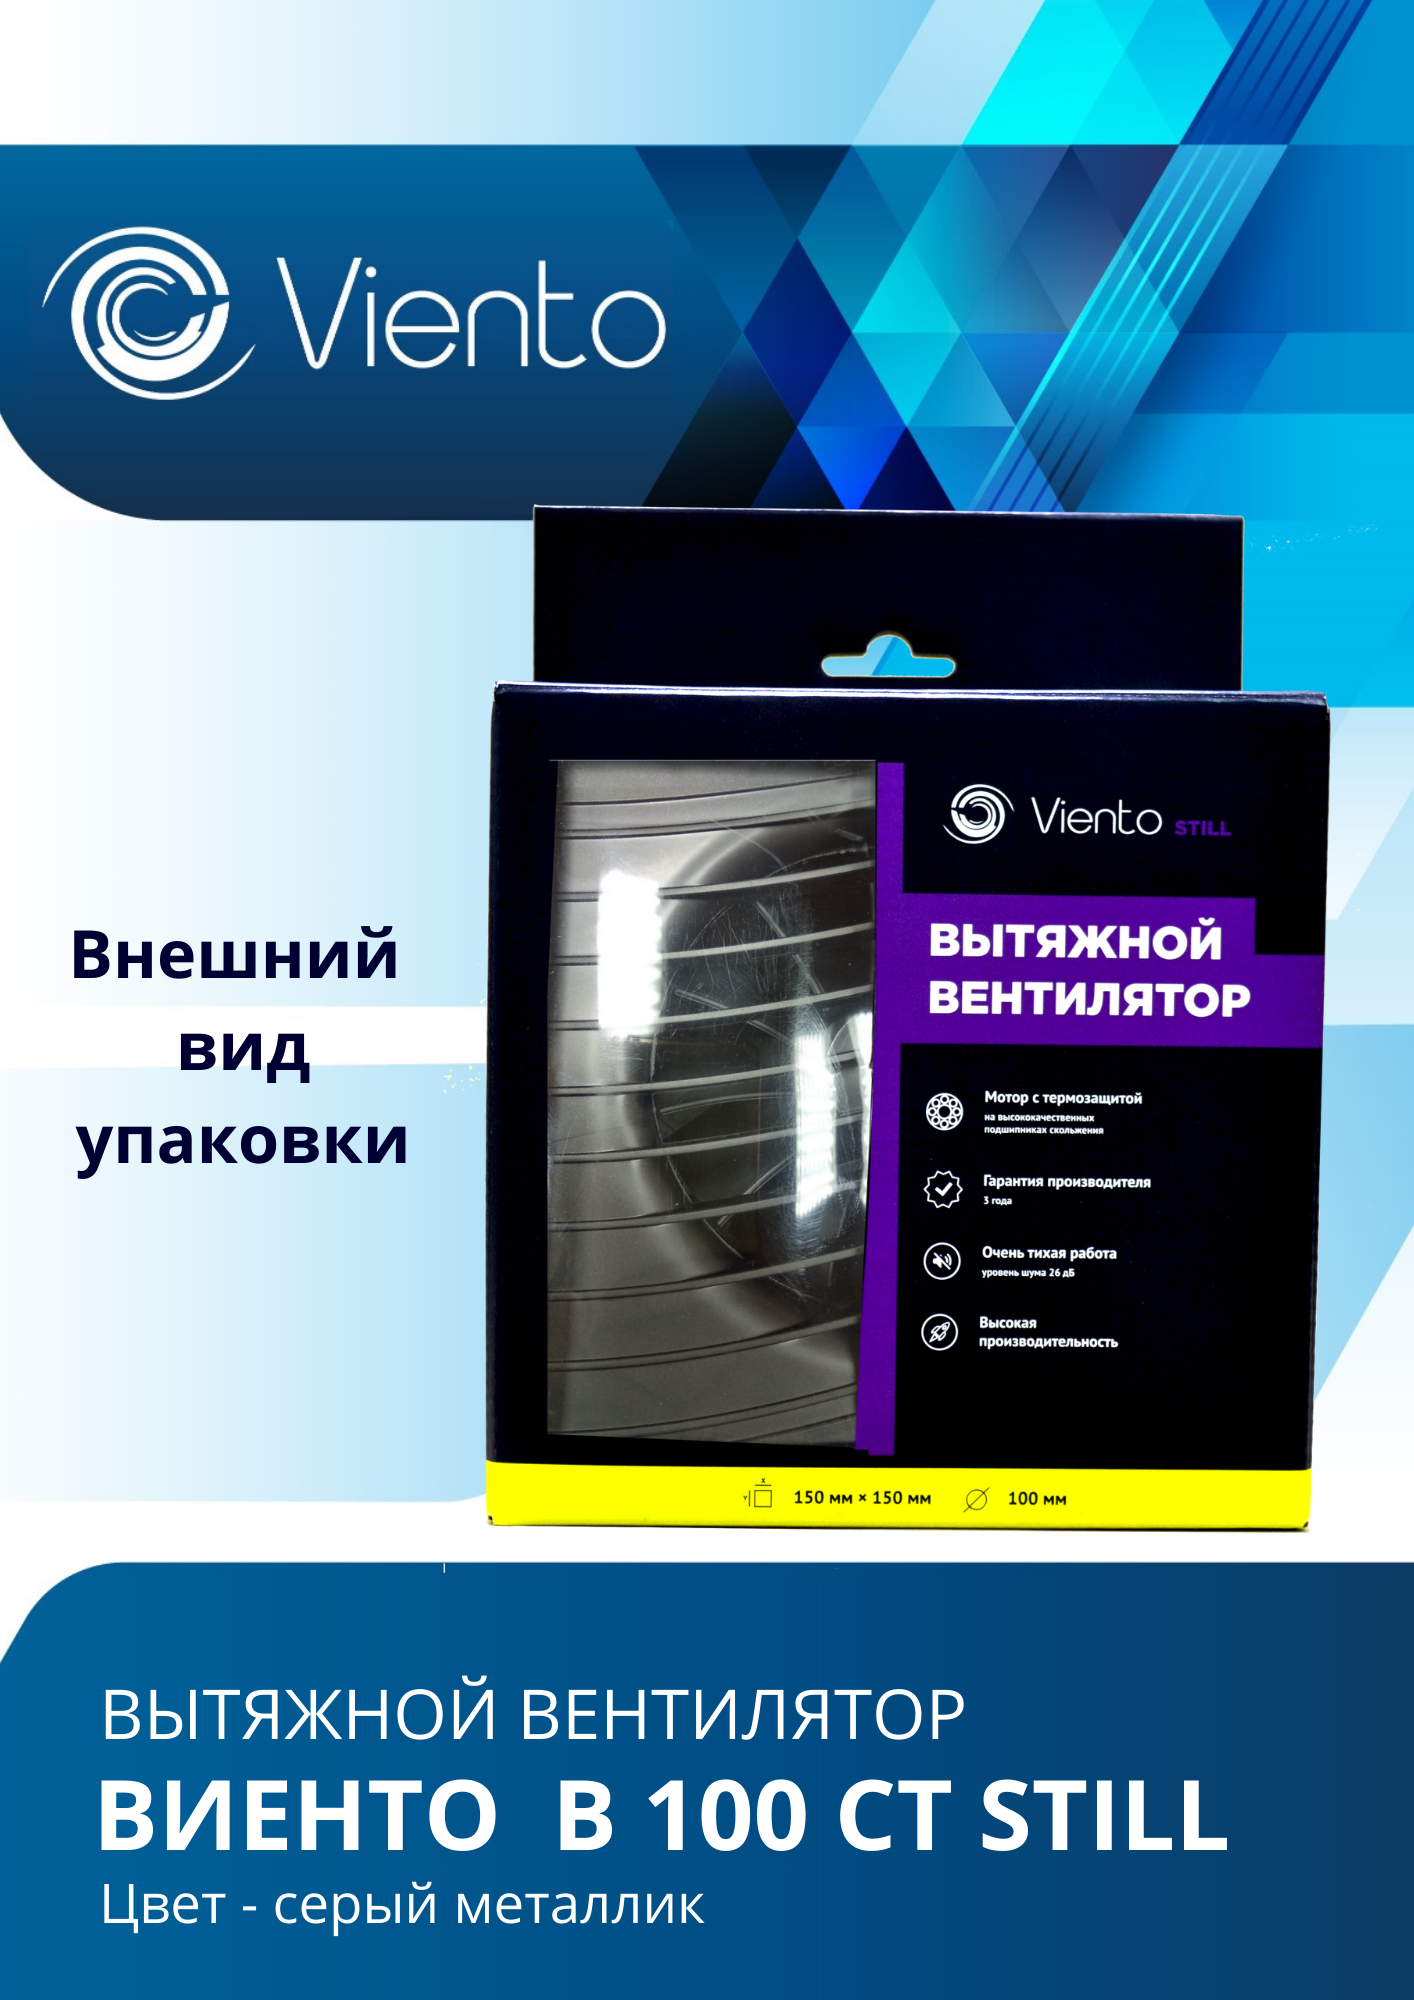 Viento
Viento STILL
ВЫТЯЖНОЙ
ВЕНТИЛЯТОР
Внешний
вид
упаковки
Мотор с термозащитой
на высококачественных
подшипниках скольжения
Гарантия производителя
3 года
Очень тихая работа
уровень шума 26 дБ
Высокая
производительность
X
Y
150 мм × 150 мм
100 мм
ВЫТЯЖНОЙ ВЕНТИЛЯТОР
ВИЕНТО В 100 СТ STILL
Цвет - серый металлик